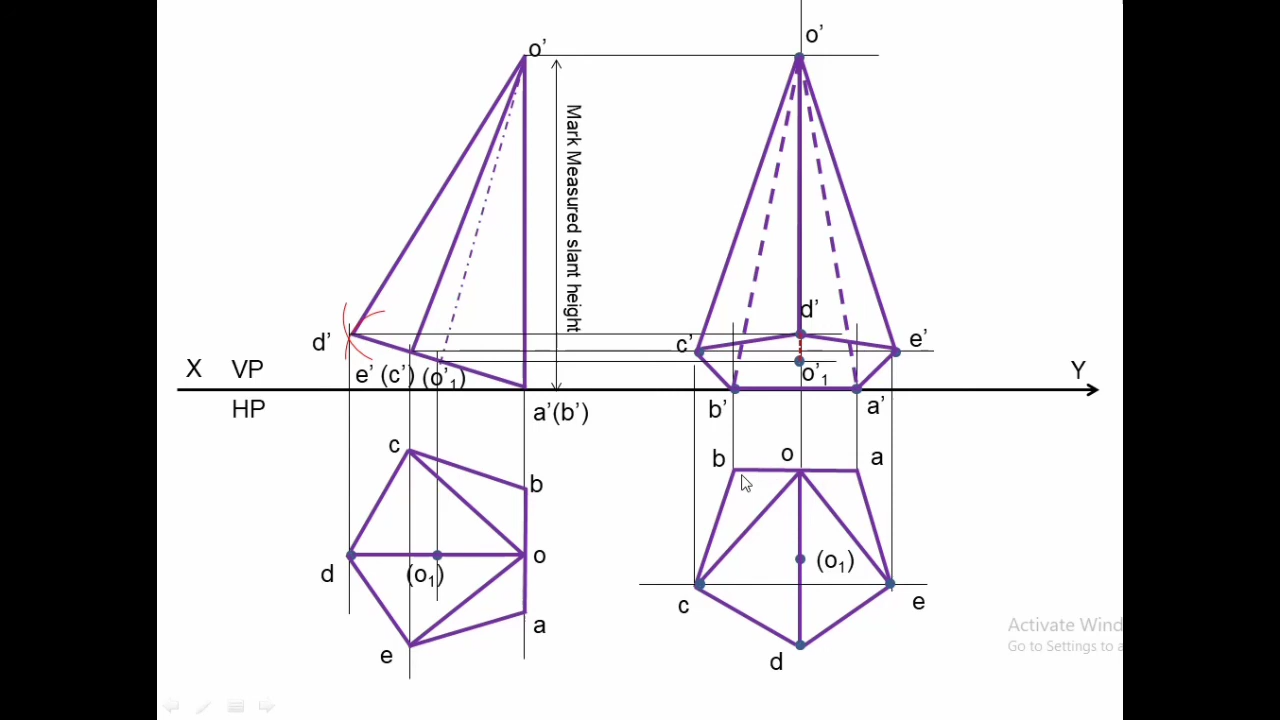 o'
o'
Mark Measured slant height
d'
d'
c'
e'
X
VP
e' (c') (o'₁)
o'₁
Y
HP
a'(b')
b'
a'
c
b
b
o
a
d
(o₁)
o
(o₁)
a
c
e
e
d
Activate Wind
Go to Settings to a